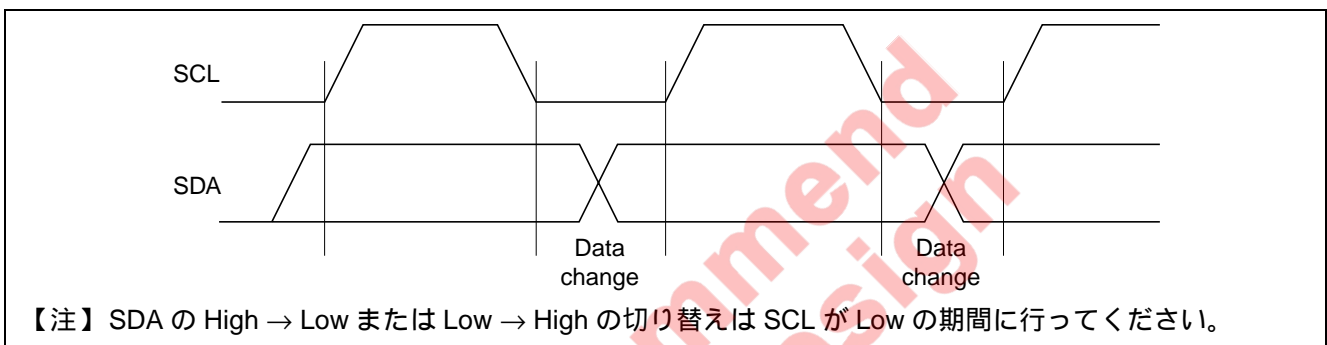 SCL
SDA
Data
change
Data
change
【注】SDA の High → Low または Low → High の切り替えは SCL が Low の期間に行ってください。